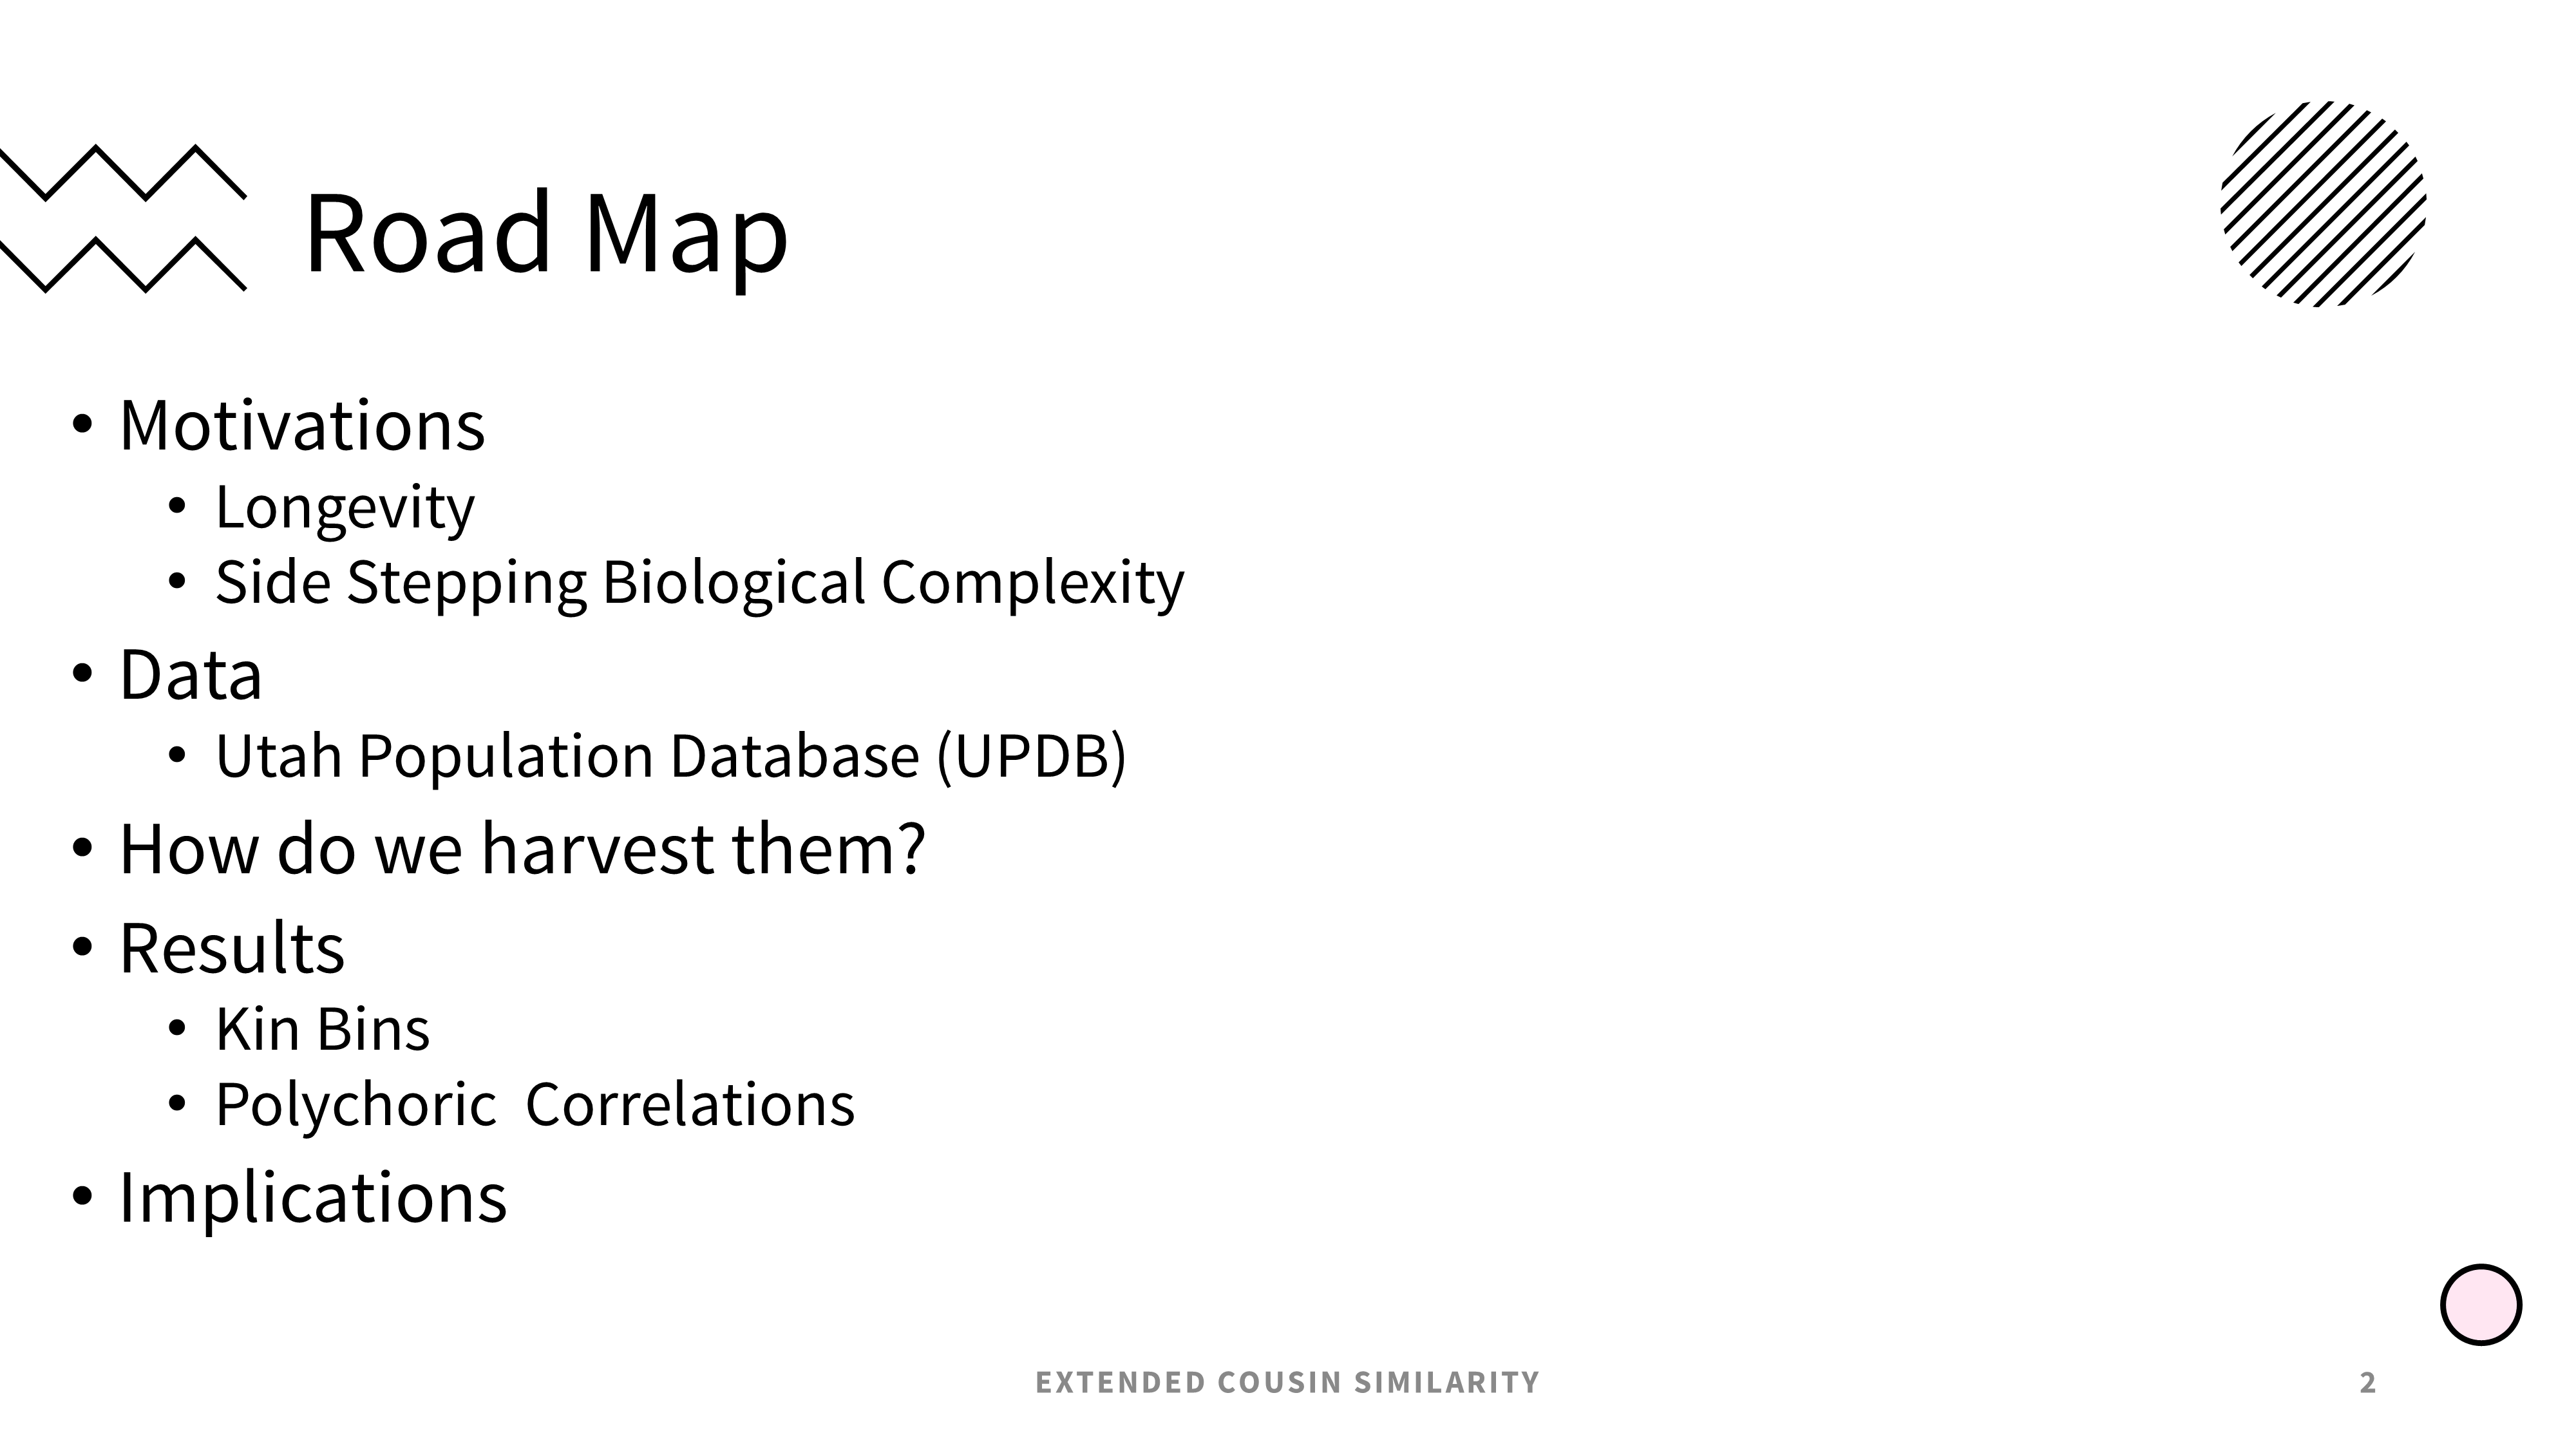 Road Map
• Motivations
• Longevity
• Side Stepping Biological Complexity
• Data
• Utah Population Database (UPDB)
• How do we harvest them?
• Results
• Kin Bins
• Polychoric  Correlations
• Implications
EXTENDED COUSIN SIMILARITY
2